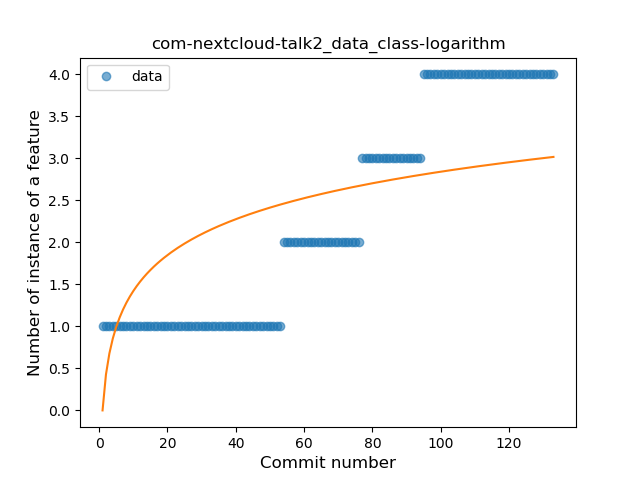 com-nextcloud-talk2_data_class-logarithm
data
4.0
3.5
3.0
2.5
2.0
1.5
1.0
0.5
0.0
Number of instance of a feature
0 20 40 60 80 100 120
Commit number